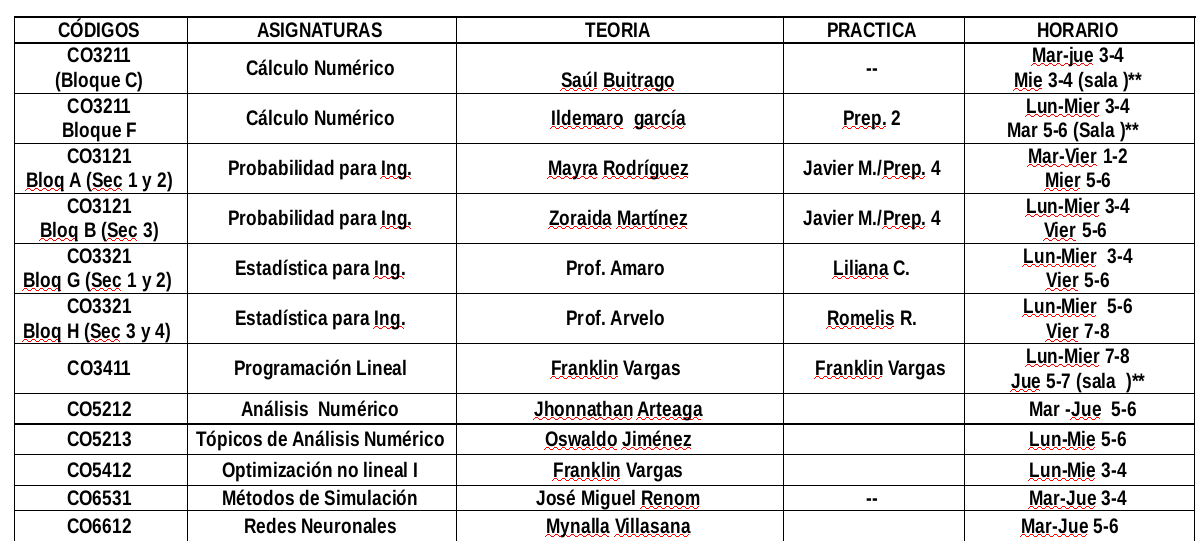 CÓDIGOS ASIGNATURAS TEORIA PRACTICA HORARIO
CO3211 (Bloque C) Cálculo Numérico Saúl Buitrago -- Mar-jue 3-4 Mie 3-4 (sala )**
CO3211 Bloque F Cálculo Numérico Ildemaro garcía Prep. 2 Lun-Mier 3-4 Mar 5-6 (Sala )**
CO3121 Bloq A (Sec 1 y 2) Probabilidad para Ing. Mayra Rodríguez Javier M./Prep. 4 Mar-Vier 1-2 Mier 5-6
CO3121 Bloq B (Sec 3) Probabilidad para Ing. Zoraida Martínez Javier M./Prep. 4 Lun-Mier 3-4 Vier 5-6
CO3321 Bloq G (Sec 1 y 2) Estadística para Ing. Prof. Amaro Liliana C. Lun-Mier 3-4 Vier 5-6
CO3321 Bloq H (Sec 3 y 4) Estadística para Ing. Prof. Arvelo Romelis R. Lun-Mier 5-6 Vier 7-8
CO3411 Programación Lineal Franklin Vargas Franklin Vargas Lun-Mier 7-8 Jue 5-7 (sala )**
CO5212 Análisis Numérico Jhonnathan Arteaga Mar -Jue 5-6
CO5213 Tópicos de Análisis Numérico Oswaldo Jiménez Lun-Mie 5-6
CO5412 Optimización no lineal I Franklin Vargas Lun-Mie 3-4
CO6531 Métodos de Simulación José Miguel Renom -- Mar-Jue 3-4
CO6612 Redes Neuronales Mynalla Villasana Mar-Jue 5-6